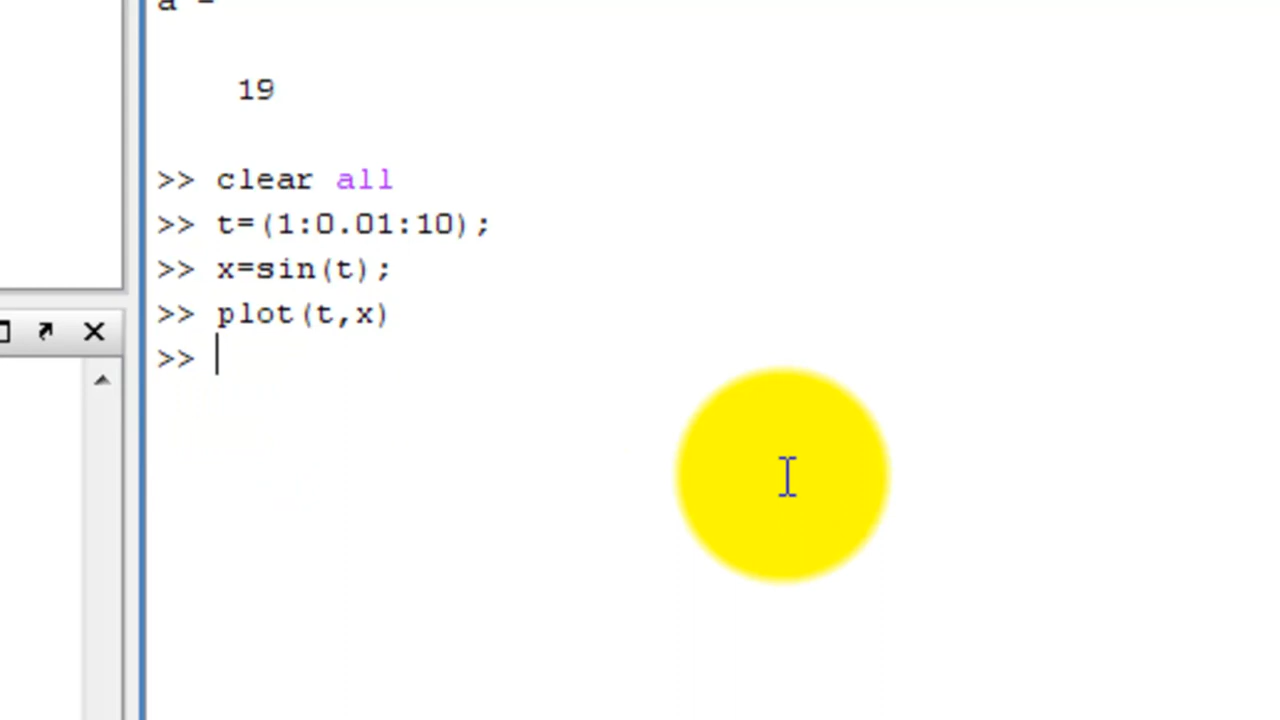 a =
19
>> clear all
>> t=(1:0.01:10);
>> x=sin(t);
>> plot(t,x)
>>